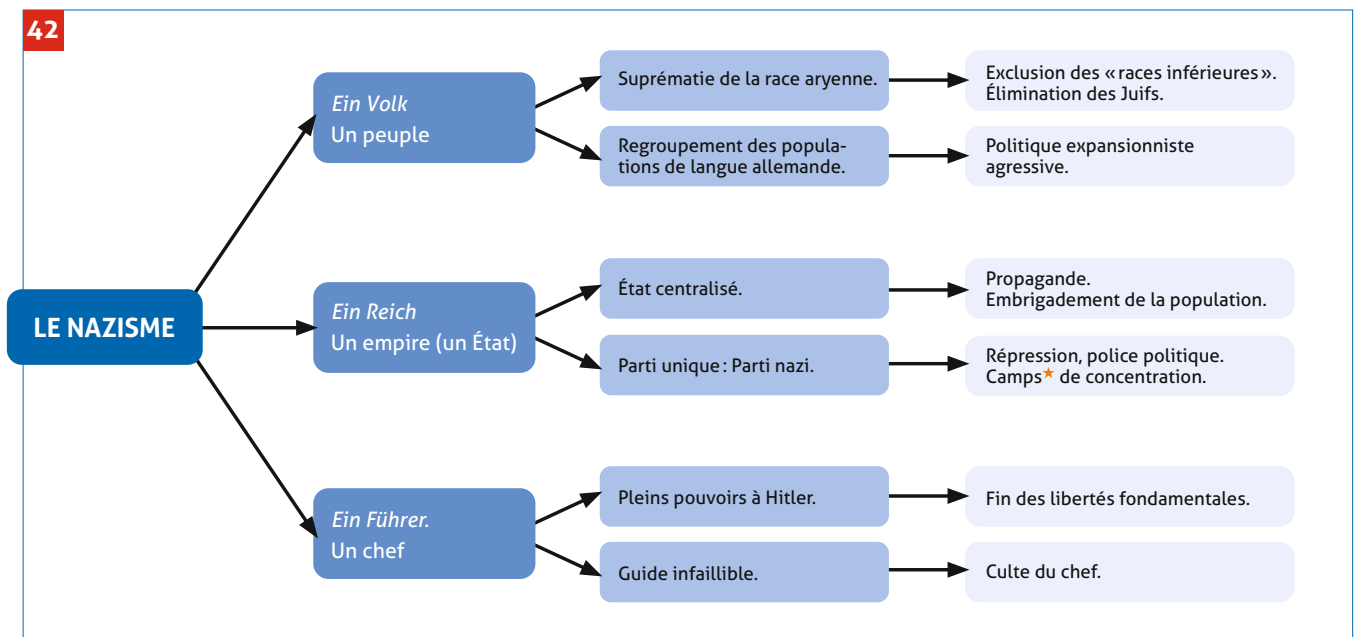 42
LE NAZISME
Ein Volk
Un peuple
Suprématie de la race aryenne.
Exclusion des «races inférieures».
Élimination des Juifs.
Regroupement des popula-
tions de langue allemande.
Politique expansionniste
agressive.
Ein Reich
Un empire (un État)
État centralisé.
Propagande.
Embrigadement de la population.
Parti unique: Parti nazi.
Répression, police politique.
Camps★ de concentration.
Ein Führer.
Un chef
Pleins pouvoirs à Hitler.
Fin des libertés fondamentales.
Guide infaillible.
Culte du chef.